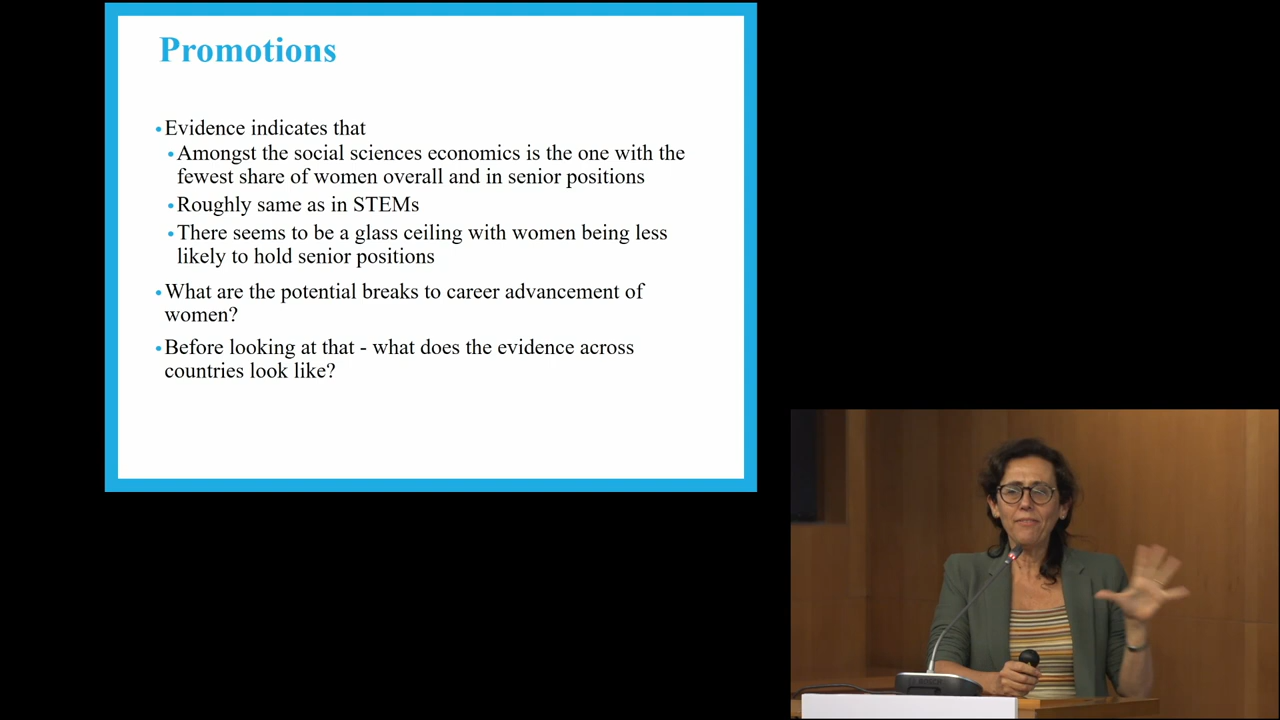 Promotions
•Evidence indicates that
•Amongst the social sciences economics is the one with the
fewest share of women overall and in senior positions
•Roughly same as in STEMs
•There seems to be a glass ceiling with women being less
likely to hold senior positions
•What are the potential breaks to career advancement of
women?
•Before looking at that - what does the evidence across
countries look like?